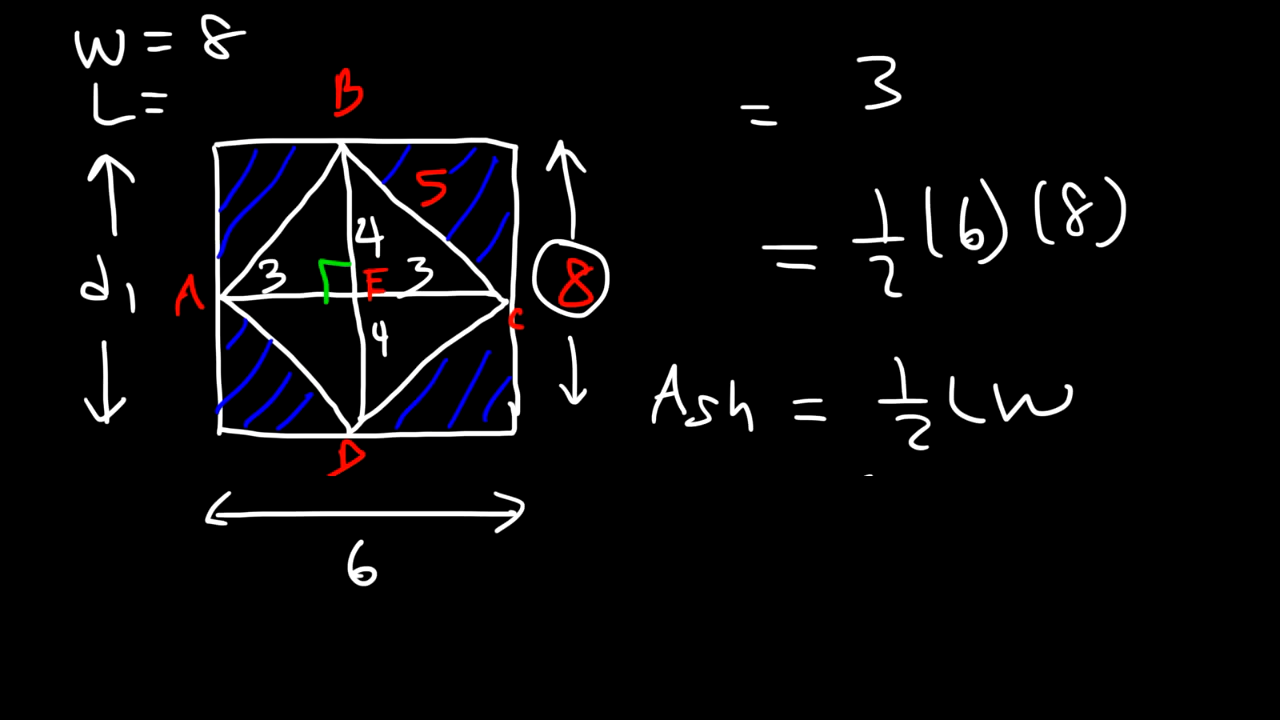 W = 8
L =
B
= 3
5
4
= 1/2 (6)(8)
d1
A
3
E
3
C
8
4
Ash = 1/2 LW
D
6